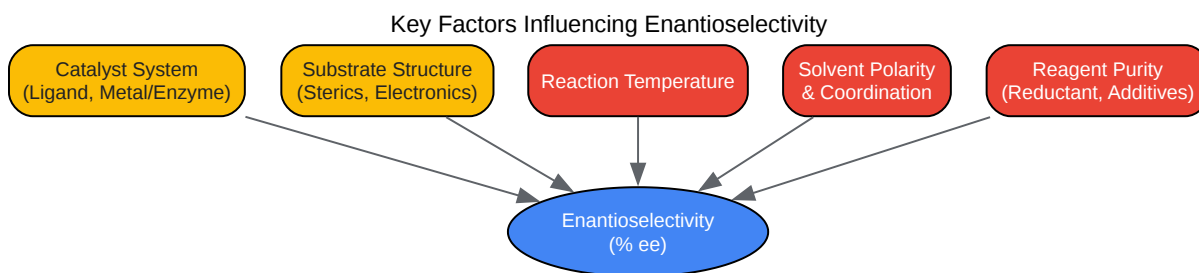 Key Factors Influencing Enantioselectivity
Catalyst System
(Ligand, Metal/Enzyme)
Substrate Structure
(Sterics, Electronics)
Reaction Temperature
Solvent Polarity
& Coordination
Reagent Purity
(Reductant, Additives)
Enantioselectivity
(% ee)